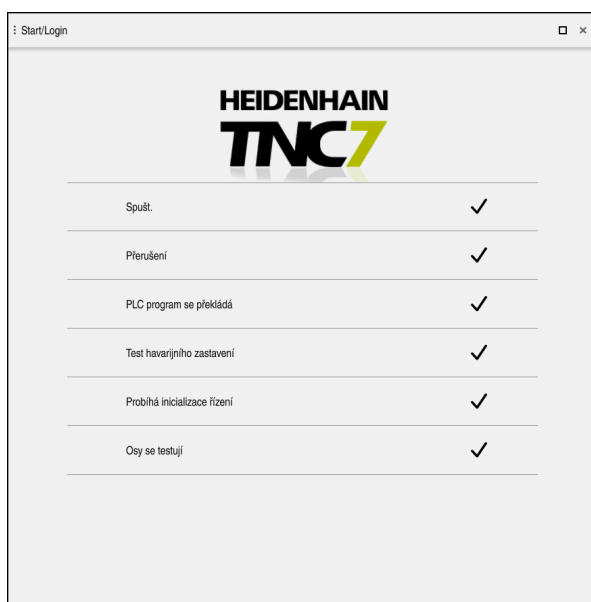 Start/Login
HEIDENHAIN
TNC7
Spušt.
Přerušení
PLC program se překládá
Test havarijního zastavení
Probíhá inicializace řízení
Osy se testují